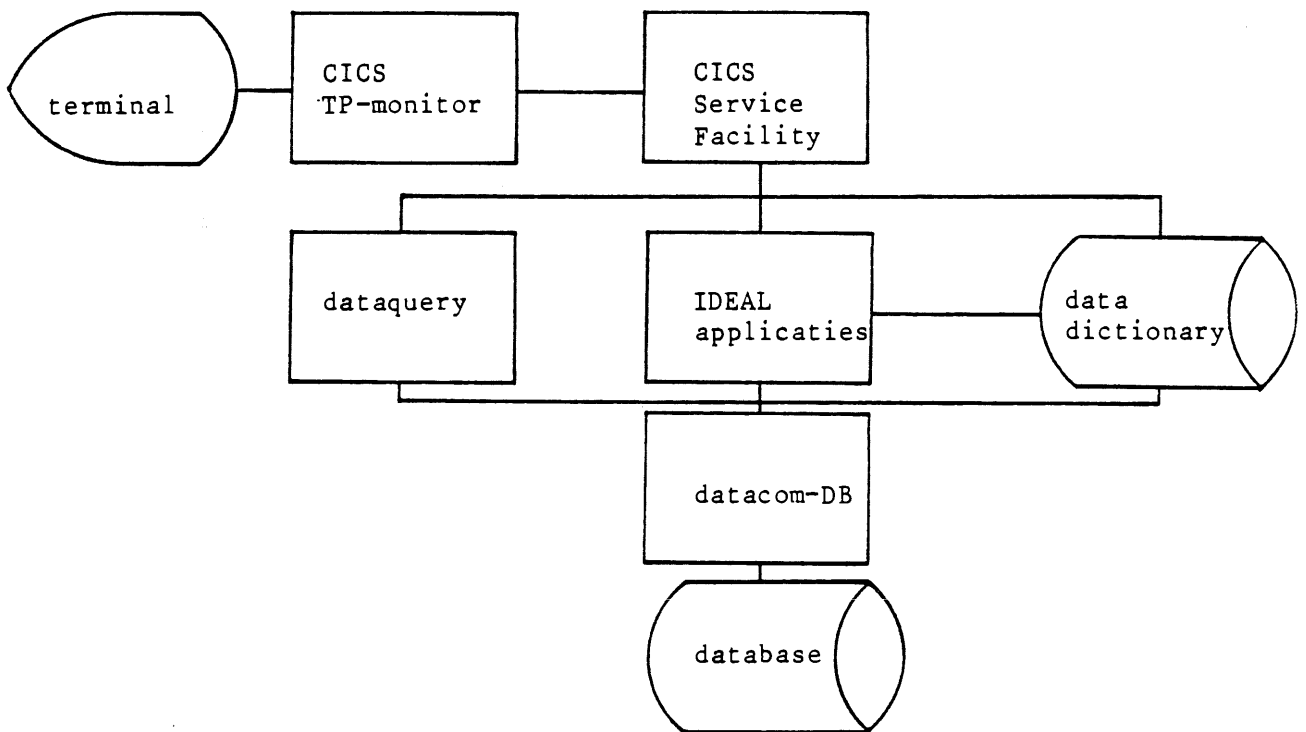 terminal
CICS
TP-monitor
CICS
Service
Facility
dataquery
IDEAL
applicaties
data
dictionary
datacom-DB
database